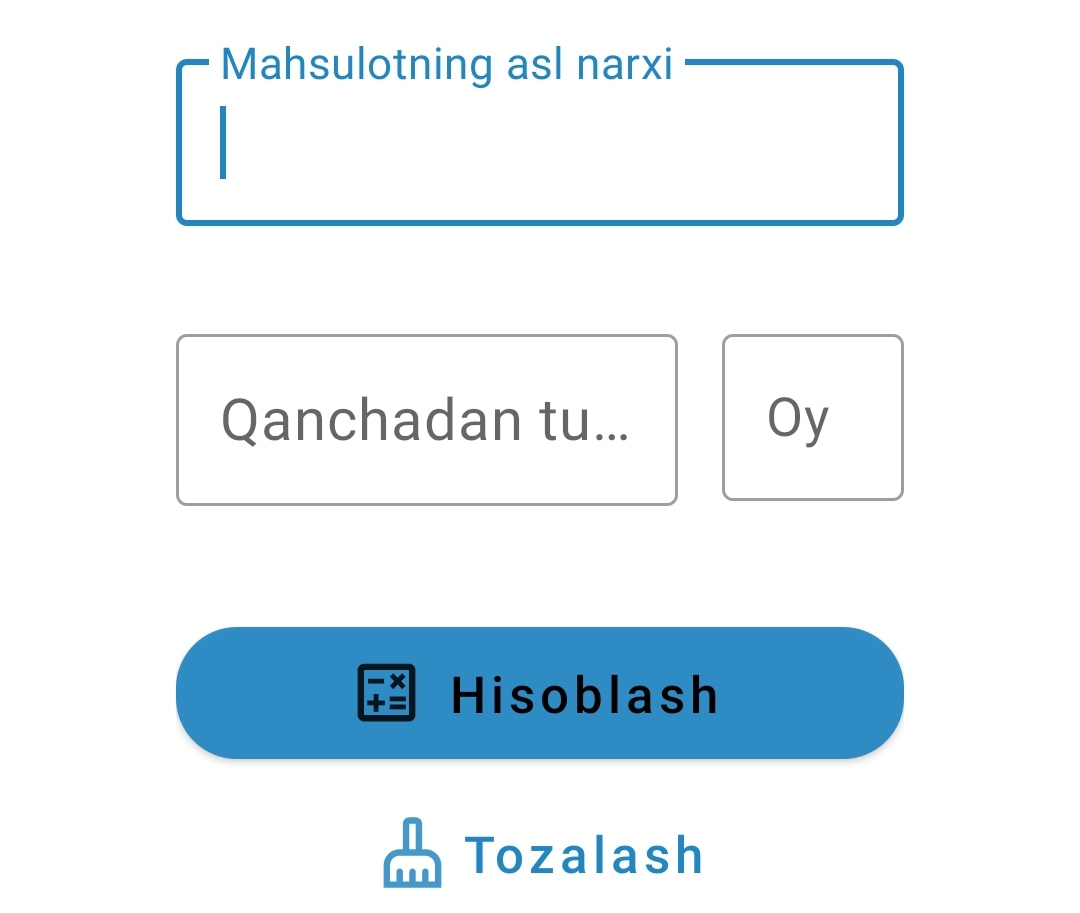 Mahsulotning asl narxi
Qanchadan tu...
Oy
Hisoblash
Tozalash